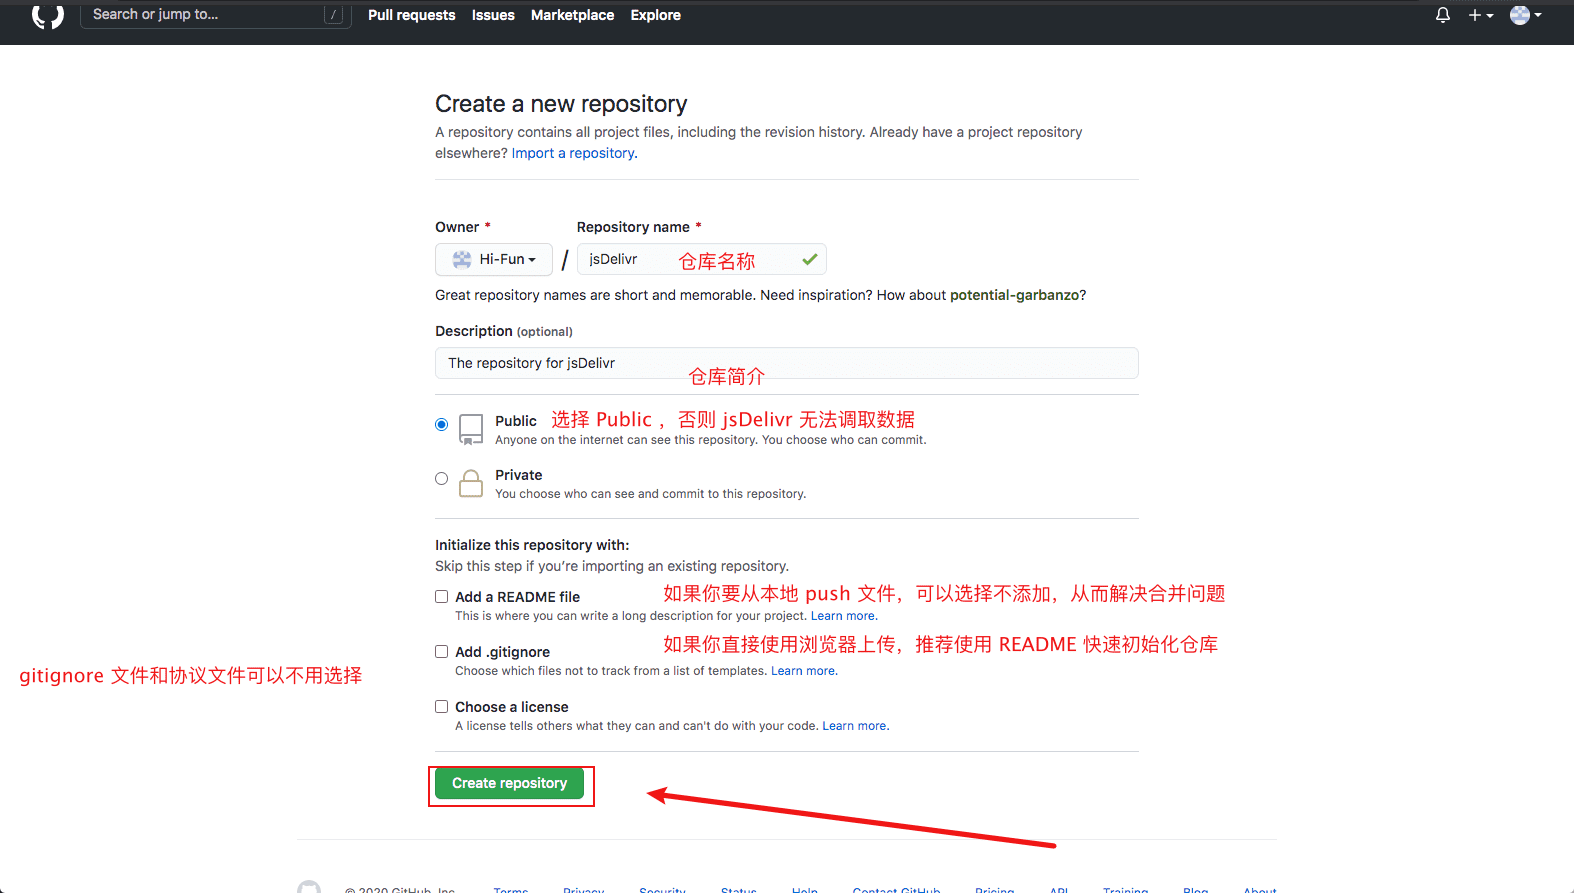 Search or jump to... /
Pull requests Issues Marketplace Explore
Create a new repository
A repository contains all project files, including the revision history. Already have a project repository
elsewhere? Import a repository.
Owner * Repository name *
Hi-Fun / jsDelivr 仓库名称
Great repository names are short and memorable. Need inspiration? How about potential-garbanzo?
Description (optional)
The repository for jsDelivr
仓库简介
Public 选择 Public ，否则 jsDelivr 无法调取数据
Anyone on the internet can see this repository. You choose who can commit.
Private
You choose who can see and commit to this repository.
Initialize this repository with:
Skip this step if you’re importing an existing repository.
Add a README file 如果你要从本地 push 文件，可以选择不添加，从而解决合并问题
This is where you can write a long description for your project. Learn more.
Add .gitignore 如果你直接使用浏览器上传，推荐使用 README 快速初始化仓库
Choose which files not to track from a list of templates. Learn more.
gitignore 文件和协议文件可以不用选择
Choose a license
A license tells others what they can and can't do with your code. Learn more.
Create repository
© 2020 GitHub, Inc. Terms Privacy Security Status Help Contact GitHub Pricing API Training Blog About